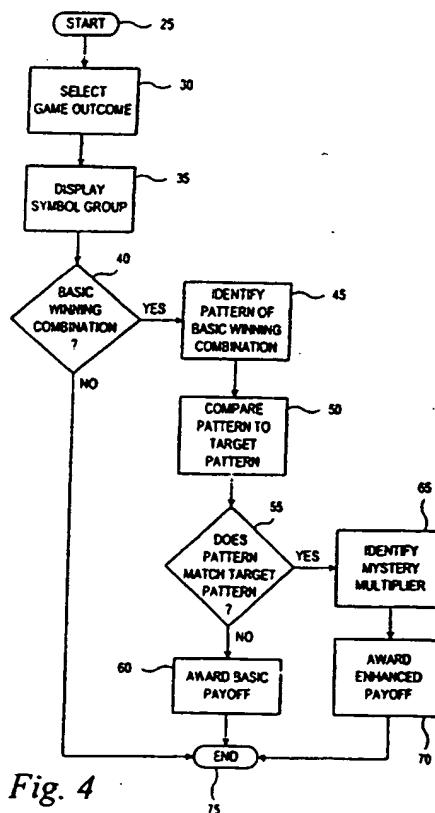 START
25
30
SELECT
GAME OUTCOME
35
DISPLAY
SYMBOL GROUP
40
BASIC
WINNING
COMBINATION
?
YES
NO
45
IDENTIFY
PATTERN OF
BASIC WINNING
COMBINATION
50
COMPARE
PATTERN TO
TARGET
PATTERN
55
DOES
PATTERN
MATCH TARGET
PATTERN
?
YES
NO
65
IDENTIFY
MYSTERY
MULTIPLIER
60
AWARD BASIC
PAYOFF
AWARD
ENHANCED
PAYOFF
70
END
75
Fig. 4